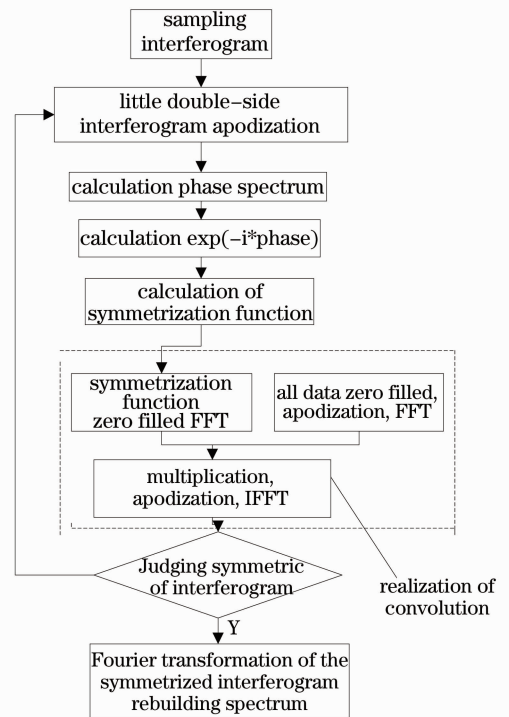 sampling
interferogram
little double-side
interferogram apodization
calculation phase spectrum
calculation exp(-i*phase)
calculation of
symmetrization function
symmetrization
function
zero filled FFT
all data zero filled,
apodization, FFT
multiplication,
apodization, IFFT
Judging symmetric
of interferogram
realization of
convolution
Y
Fourier transformation of the
symmetrized interferogram
rebuilding spectrum